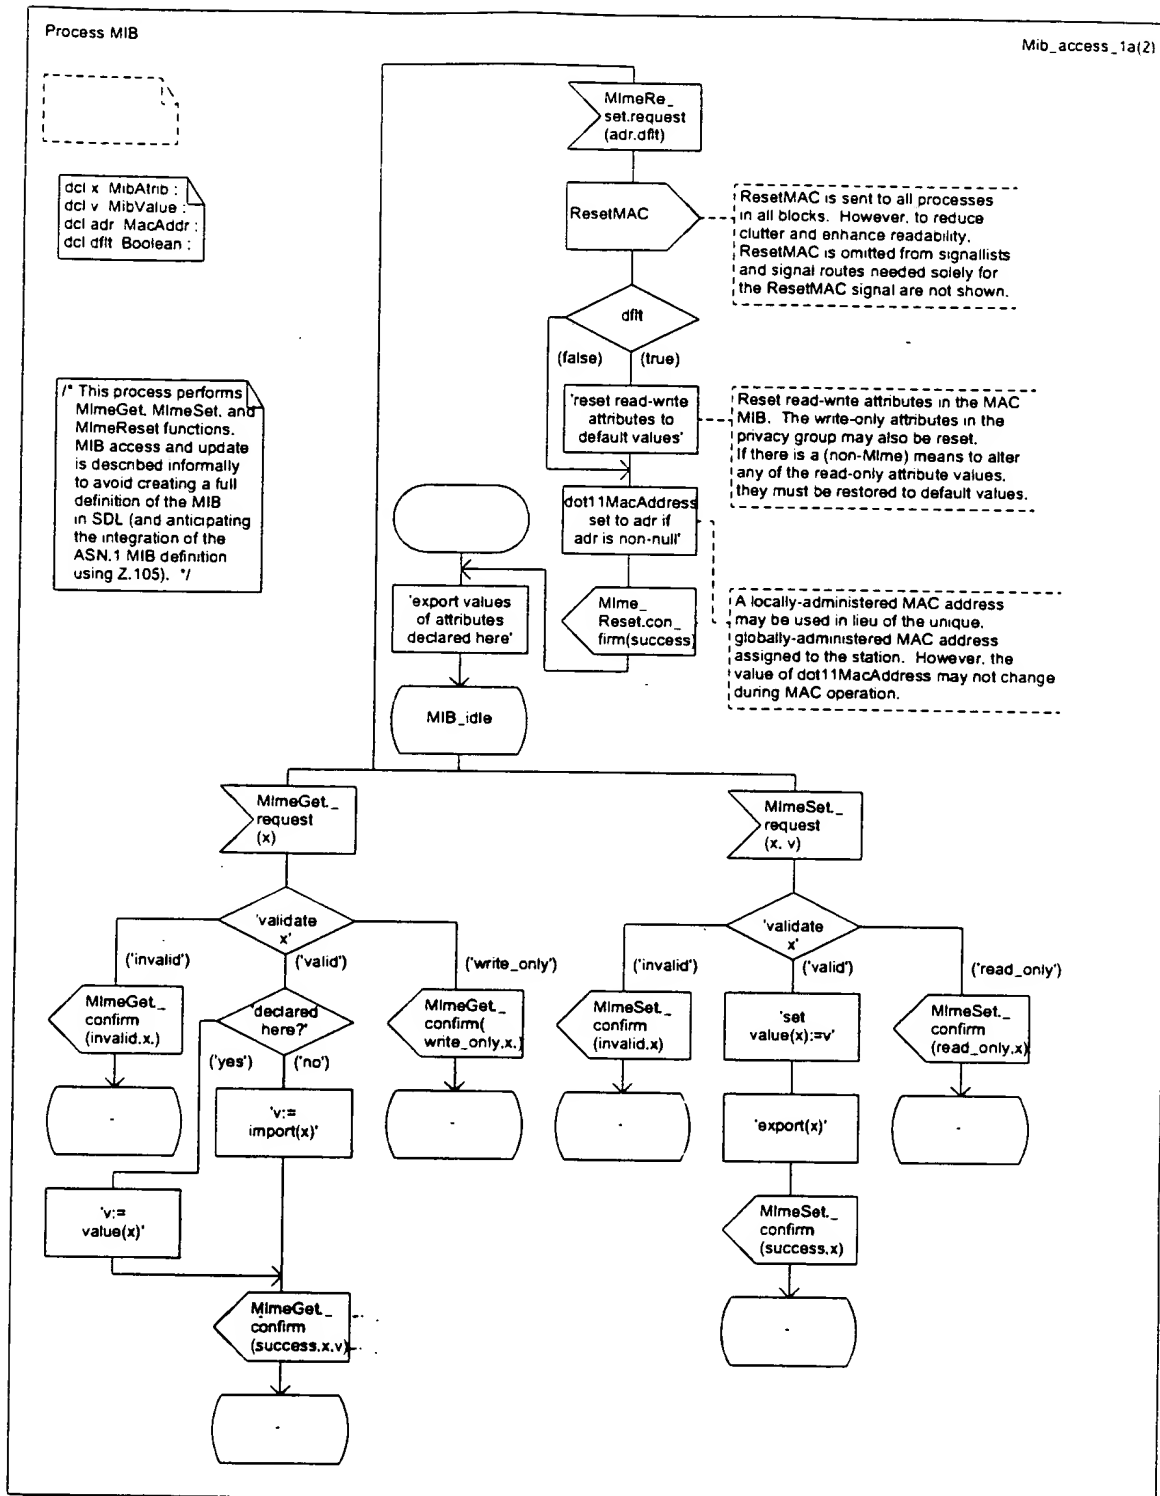 Process MIB
Mib_access_1a(2)
MlmeRe_
set.request
(adr.dflt)
dcl x MibAtrib ;
dcl v MibValue ;
dcl adr MacAddr ;
dcl dflt Boolean ;
ResetMAC
ResetMAC is sent to all processes
in all blocks. However, to reduce
clutter and enhance readability,
ResetMAC is omitted from signallists
and signal routes needed solely for
the ResetMAC signal are not shown.
dflt
(false)
(true)
/* This process performs
MlmeGet, MlmeSet, and
MlmeReset functions.
MIB access and update
is described informally
to avoid creating a full
definition of the MIB
in SDL (and anticipating
the integration of the
ASN.1 MIB definition
using Z.105). */
'reset read-write
attributes to
default values'
Reset read-write attributes in the MAC
MIB. The write-only attributes in the
privacy group may also be reset.
If there is a (non-Mlme) means to alter
any of the read-only attribute values,
they must be restored to default values.
dot11MacAddress
set to adr if
adr is non-null'
'export values
of attributes
declared here'
Mlme_
Reset.con_
firm(success)
A locally-administered MAC address
may be used in lieu of the unique,
globally-administered MAC address
assigned to the station. However, the
value of dot11MacAddress may not change
during MAC operation.
MIB_idle
MlmeGet._
request
(x)
MlmeSet._
request
(x, v)
'validate
x'
'validate
x'
('invalid')
('valid')
('write_only')
('invalid')
('valid')
('read_only')
MlmeGet._
confirm
(invalid,x,)
'declared
here?'
MlmeGet._
confirm(
write_only,x,)
MlmeSet._
confirm
(invalid,x)
'set
value(x):=v'
MlmeSet._
confirm
(read_only,x)
('yes')
('no')
-
'v:=
import(x)'
-
-
'export(x)'
-
'v:=
value(x)'
MlmeSet._
confirm
(success,x)
MlmeGet._
confirm
(success,x,v)
-
-